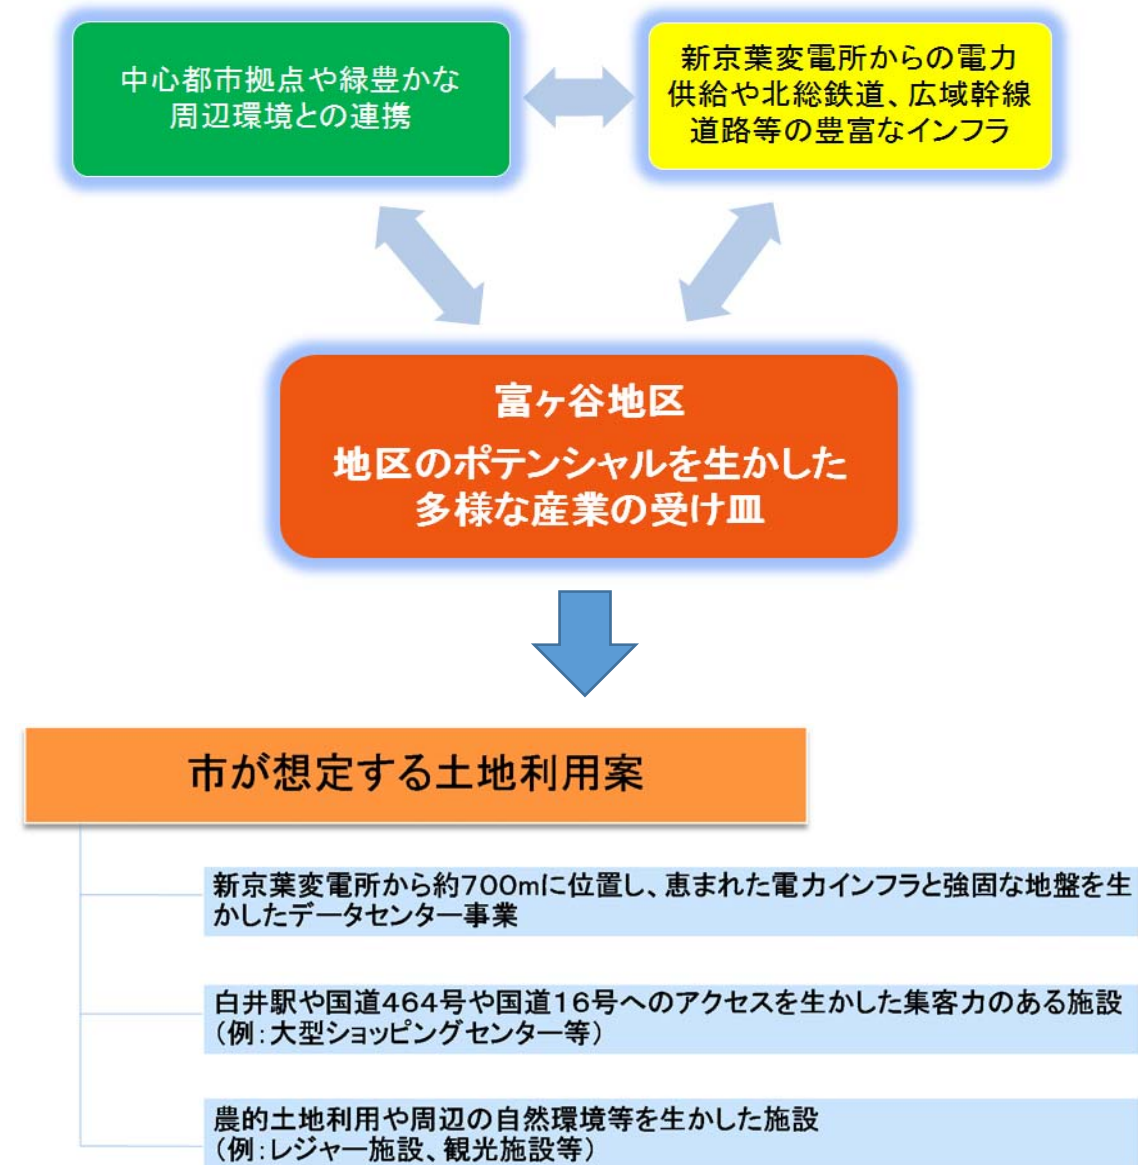 中心都市拠点や緑豊かな
周辺環境との連携
新京葉変電所からの電力
供給や北総鉄道、広域幹線
道路等の豊富なインフラ
富ヶ谷地区
地区のポテンシャルを生かした
多様な産業の受け皿
市が想定する土地利用案
新京葉変電所から約700mに位置し、恵まれた電力インフラと強固な地盤を生
かしたデータセンター事業
白井駅や国道464号や国道16号へのアクセスを生かした集客力のある施設
(例:大型ショッピングセンター等)
農的土地利用や周辺の自然環境等を生かした施設
(例:レジャー施設、観光施設等)